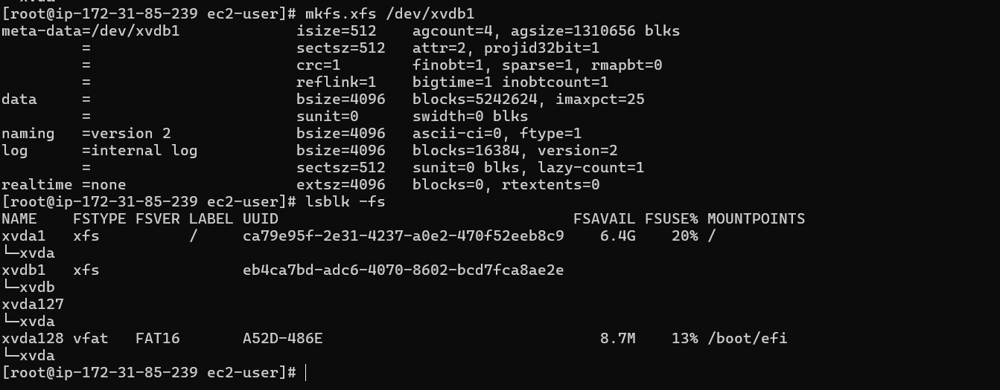 xvda
[root@ip-172-31-85-239 ec2-user]# mkfs.xfs /dev/xvdb1
meta-data=/dev/xvdb1             isize=512    agcount=4, agsize=1310656 blks
         =                       sectsz=512   attr=2, projid32bit=1
         =                       crc=1        finobt=1, sparse=1, rmapbt=0
         =                       reflink=1    bigtime=1 inobtcount=1
data     =                       bsize=4096   blocks=5242624, imaxpct=25
         =                       sunit=0      swidth=0 blks
naming   =version 2              bsize=4096   ascii-ci=0, ftype=1
log      =internal log           bsize=4096   blocks=16384, version=2
         =                       sectsz=512   sunit=0 blks, lazy-count=1
realtime =none                   extsz=4096   blocks=0, rtextents=0
[root@ip-172-31-85-239 ec2-user]# lsblk -fs
NAME    FSTYPE FSVER LABEL UUID                                 FSAVAIL FSUSE% MOUNTPOINTS
xvda1   xfs          /     ca79e95f-2e31-4237-a0e2-470f52eeb8c9    6.4G    20% /
└─xvda
xvdb1   xfs                eb4ca7bd-adc6-4070-8602-bcd7fca8ae2e
└─xvdb
xvda127
└─xvda
xvda128 vfat   FAT16       A52D-486E                               8.7M    13% /boot/efi
└─xvda
[root@ip-172-31-85-239 ec2-user]#